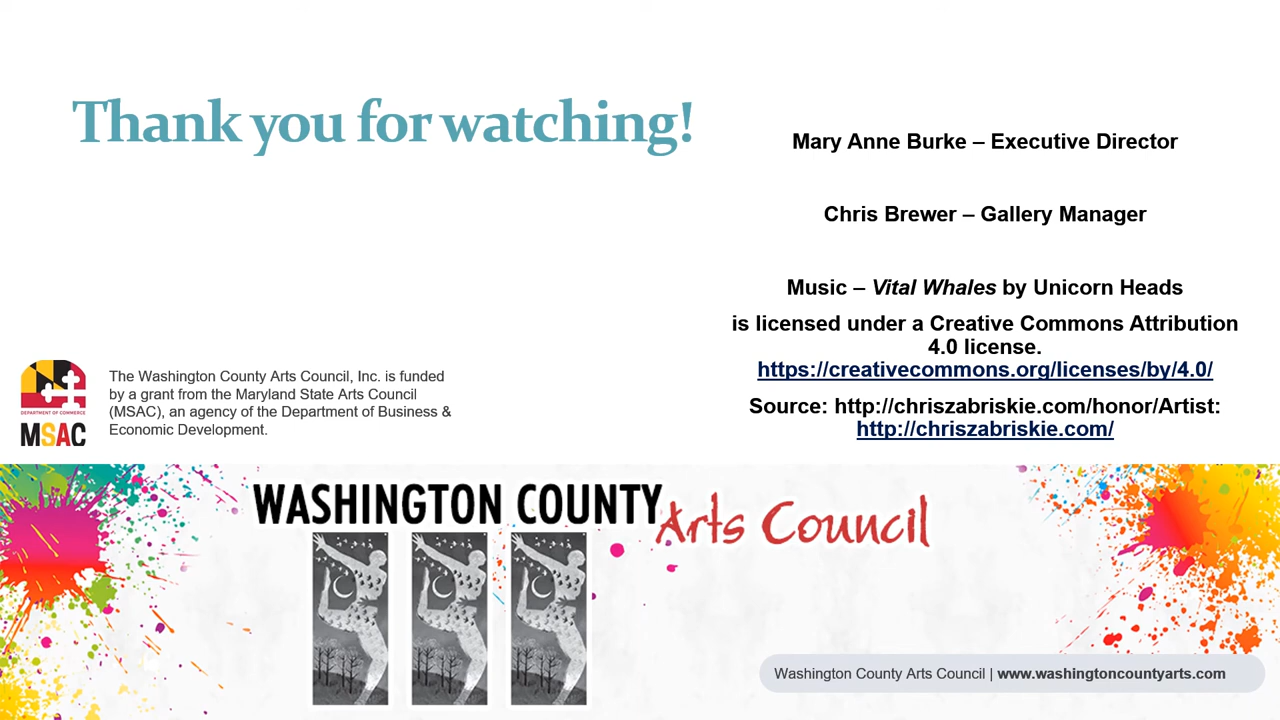 Thank you for watching!
Mary Anne Burke – Executive Director
Chris Brewer – Gallery Manager
Music – Vital Whales by Unicorn Heads
is licensed under a Creative Commons Attribution
4.0 license.
https://creativecommons.org/licenses/by/4.0/
Source: http://chriszabriskie.com/honor/Artist:
http://chriszabriskie.com/
DEPARTMENT OF COMMERCE
MSAC
The Washington County Arts Council, Inc. is funded
by a grant from the Maryland State Arts Council
(MSAC), an agency of the Department of Business &
Economic Development.
WASHINGTON COUNTY
Arts Council
Washington County Arts Council | www.washingtoncountyarts.com